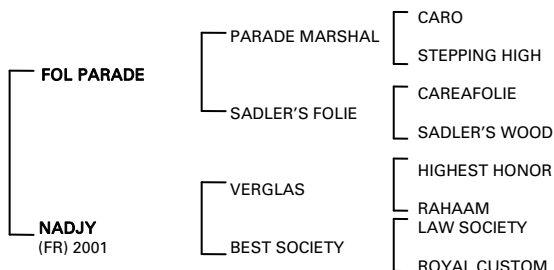 CARO
PARADE MARSHAL
STEPPING HIGH
FOL PARADE
CAREAFOLIE
SADLER'S FOLIE
SADLER'S WOOD
HIGHEST HONOR
VERGLAS
RAHAAM
NADJY
(FR) 2001
LAW SOCIETY
BEST SOCIETY
ROYAL CUSTOM